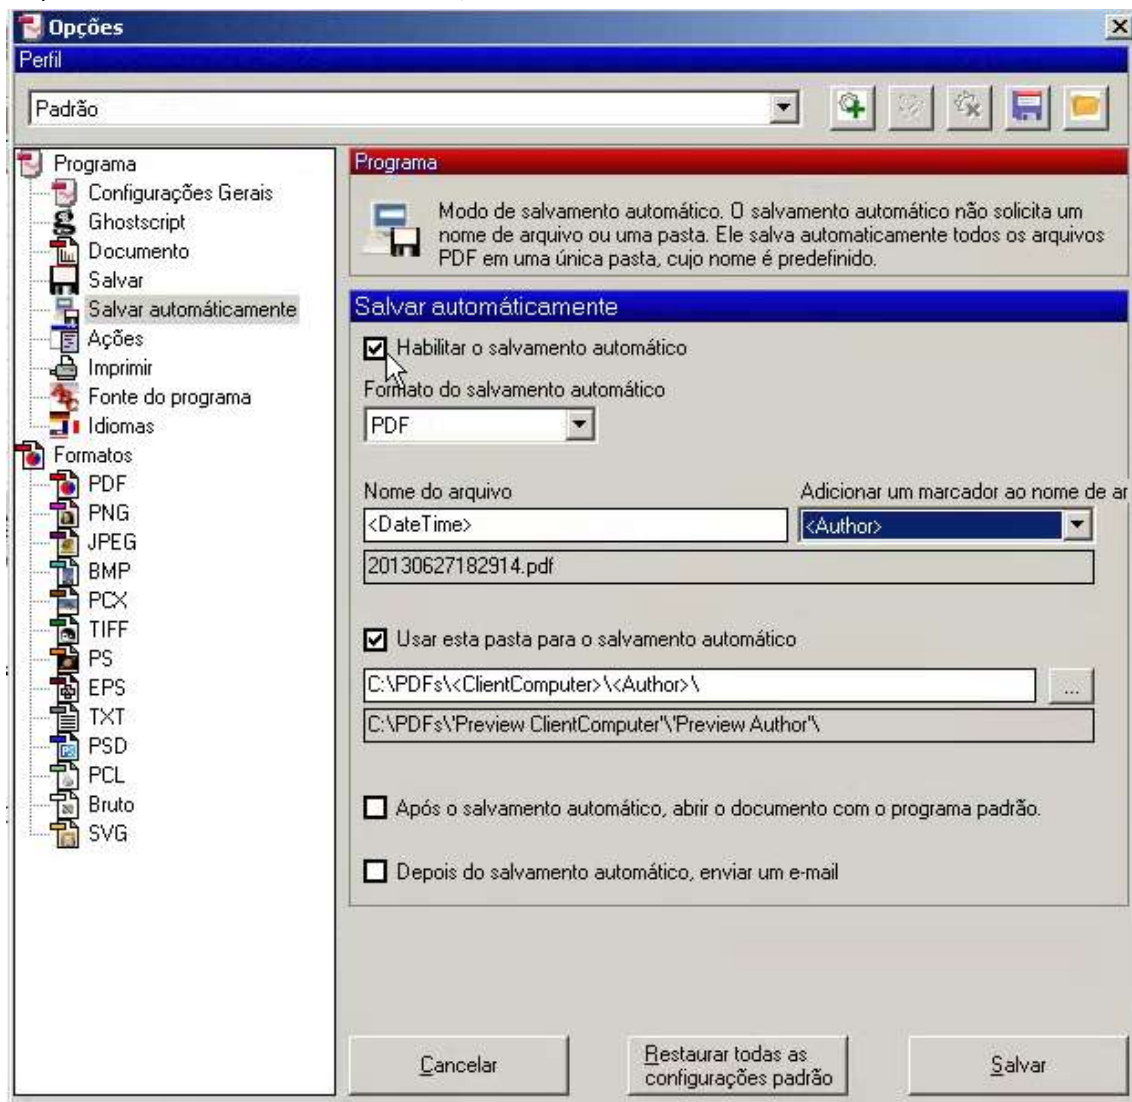 Opções
Perfil
Padrão
Programa
Configurações Gerais
Ghostscript
Documento
Salvar
Salvar automáticamente
Ações
Imprimir
Fonte do programa
Idiomas
Formatos
PDF
PNG
JPEG
BMP
PCX
TIFF
PS
EPS
TXT
PSD
PCL
Bruto
SVG
Programa
Modo de salvamento automático. O salvamento automático não solicita um
nome de arquivo ou uma pasta. Ele salva automaticamente todos os arquivos
PDF em uma única pasta, cujo nome é predefinido.
Salvar automáticamente
Habilitar o salvamento automático
Formato do salvamento automático
PDF
Nome do arquivo
Adicionar um marcador ao nome de ar
<DateTime>
<Author>
20130627182914.pdf
Usar esta pasta para o salvamento automático
C:\PDFs\<ClientComputer>\<Author>\
...
C:\PDFs\'Preview ClientComputer'\'Preview Author'\
Após o salvamento automático, abrir o documento com o programa padrão.
Depois do salvamento automático, enviar um e-mail
Cancelar
Restaurar todas as
configurações padrão
Salvar